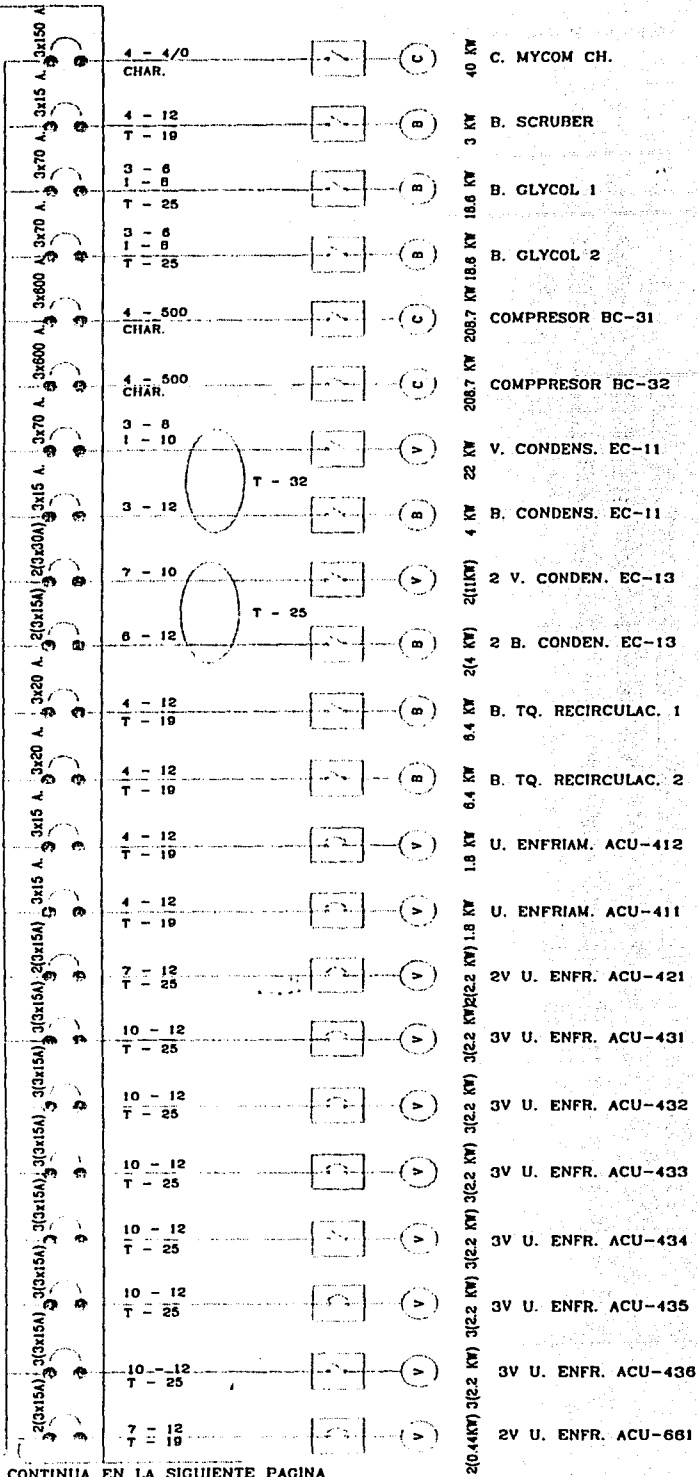 3x150 A. 4 - 4/0 CHAR. C 40 KW C. MYCOM CH.
3x15 A. 4 - 12 T - 19 B 3 KW B. SCRUBER
3x70 A. 3 - 6 1 - 8 T - 25 B 18.6 KW B. GLYCOL 1
3x70 A. 3 - 6 1 - 8 T - 25 B 18.6 KW B. GLYCOL 2
3x600 A. 4 - 500 CHAR. C 208.7 KW COMPRESOR BC-31
3x600 A. 4 - 500 CHAR. C 208.7 KW COMPPRESOR BC-32
3x70 A. 3 - 8 1 - 10 V 22 KW V. CONDENS. EC-11
T - 32
3x15 A. 3 - 12 B 4 KW B. CONDENS. EC-11
2(3x30A) 7 - 10 V 2(11KW) 2 V. CONDEN. EC-13
T - 25
2(3x15A) 6 - 12 B 2(4 KW) 2 B. CONDEN. EC-13
3x20 A. 4 - 12 T - 19 B 6.4 KW B. TQ. RECIRCULAC. 1
3x20 A. 4 - 12 T - 19 B 6.4 KW B. TQ. RECIRCULAC. 2
3x15 A. 4 - 12 T - 19 V 1.8 KW U. ENFRIAM. ACU-412
3x15 A. 4 - 12 T - 19 V 1.8 KW U. ENFRIAM. ACU-411
2(3x15A) 7 - 12 T - 25 V 2(2.2 KW) 2V U. ENFR. ACU-421
3(3x15A) 10 - 12 T - 25 V 3(2.2 KW) 3V U. ENFR. ACU-431
3(3x15A) 10 - 12 T - 25 V 3(2.2 KW) 3V U. ENFR. ACU-432
3(3x15A) 10 - 12 T - 25 V 3(2.2 KW) 3V U. ENFR. ACU-433
3(3x15A) 10 - 12 T - 25 V 3(2.2 KW) 3V U. ENFR. ACU-434
3(3x15A) 10 - 12 T - 25 V 3(2.2 KW) 3V U. ENFR. ACU-435
3(3x15A) 10 - 12 T - 25 V 3(2.2 KW) 3V U. ENFR. ACU-436
2(3x15A) 7 - 12 T - 19 V 2(0.44KW) 2V U. ENFR. ACU-661
CONTINUA EN LA SIGUIENTE PAGINA